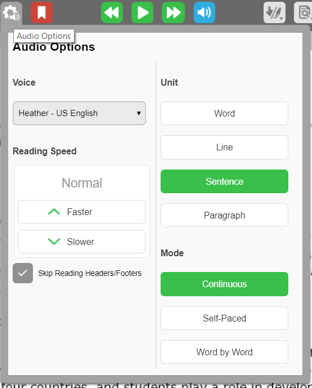 Audio Options
Audio Options
Voice
Heather - US English
Reading Speed
Normal
Faster
Slower
Skip Reading Headers/Footers
Unit
Word
Line
Sentence
Paragraph
Mode
Continuous
Self-Paced
Word by Word
four countries, and students play a role in develop